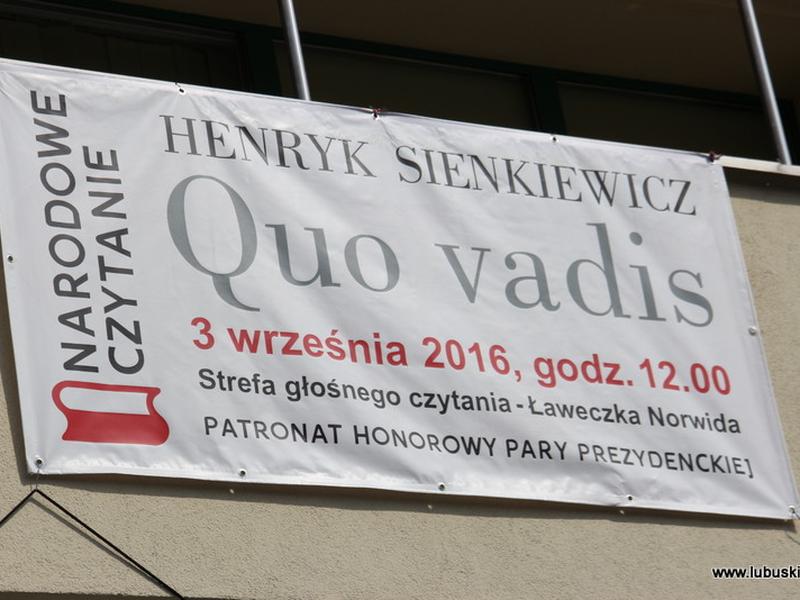 NARODOWE
CZYTANIE
HENRYK SIENKIEWICZ
Quo vadis
3 września 2016, godz. 12.00
Strefa głośnego czytania - Ławeczka Norwida
PATRONAT HONOROWY PARY PREZYDENCKIEJ
www.lubuski